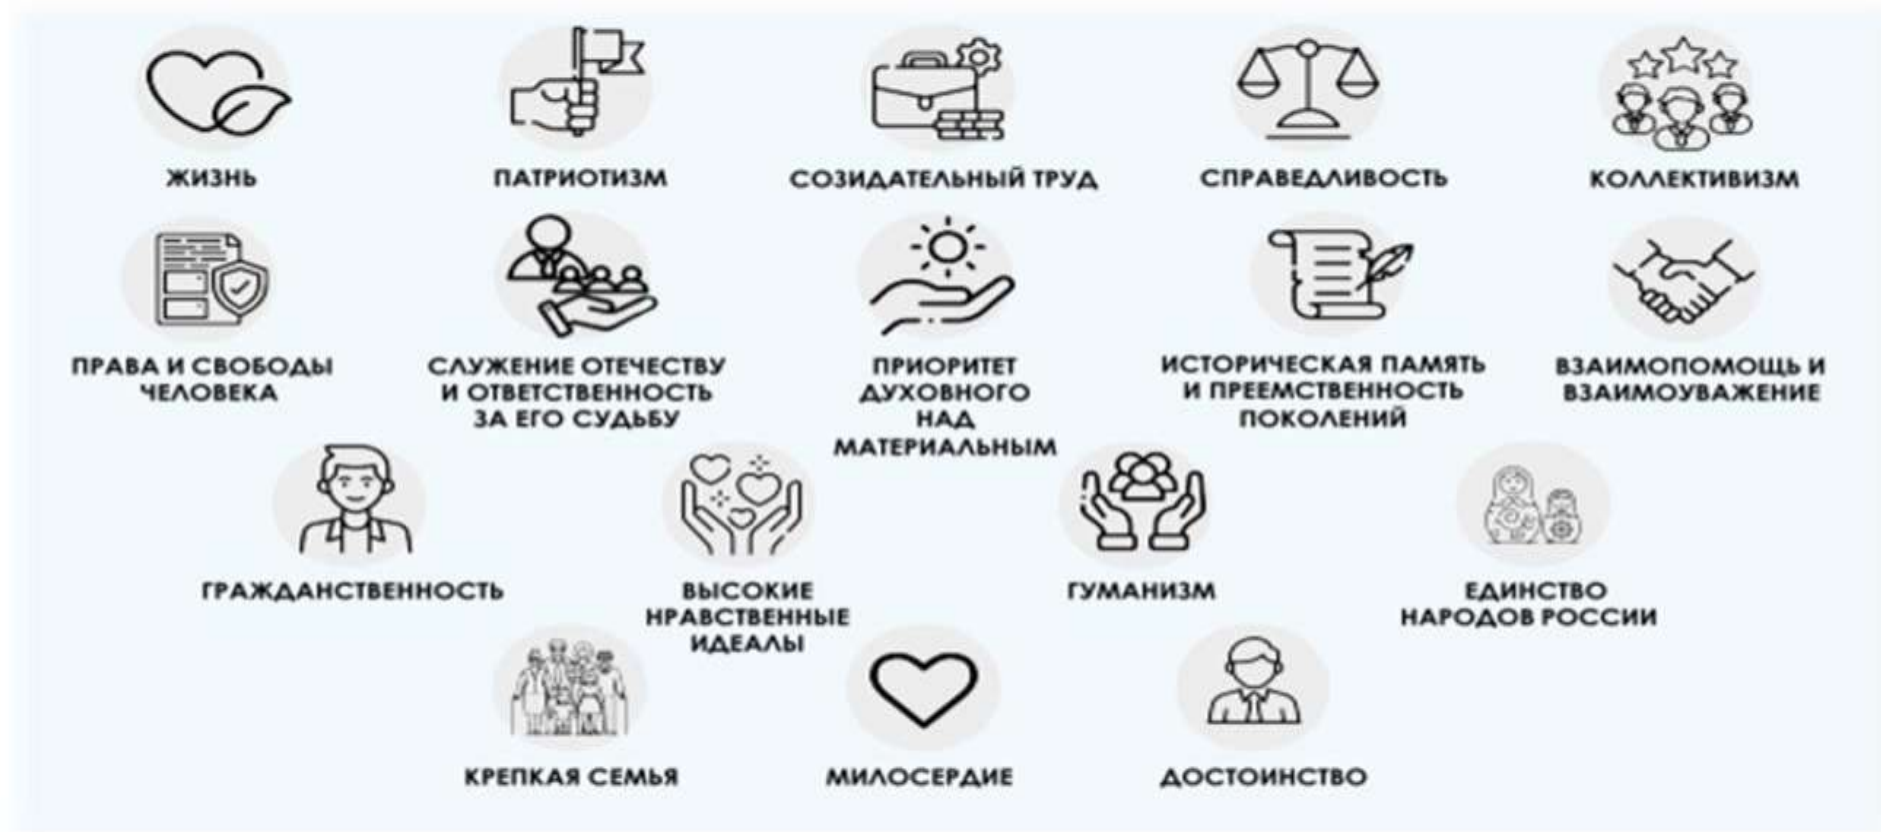 ЖИЗНЬ
ПАТРИОТИЗМ
СОЗИДАТЕЛЬНЫЙ ТРУД
СПРАВЕДЛИВОСТЬ
КОЛЛЕКТИВИЗМ
ПРАВА И СВОБОДЫ
ЧЕЛОВЕКА
СЛУЖЕНИЕ ОТЕЧЕСТВУ
И ОТВЕТСТВЕННОСТЬ
ЗА ЕГО СУДЬБУ
ПРИОРИТЕТ
ДУХОВНОГО
НАД
МАТЕРИАЛЬНЫМ
ИСТОРИЧЕСКАЯ ПАМЯТЬ
И ПРЕЕМСТВЕННОСТЬ
ПОКОЛЕНИЙ
ВЗАИМОПОМОЩЬ И
ВЗАИМОУВАЖЕНИЕ
ГРАЖДАНСТВЕННОСТЬ
ВЫСОКИЕ
НРАВСТВЕННЫЕ
ИДЕАЛЫ
ГУМАНИЗМ
ЕДИНСТВО
НАРОДОВ РОССИИ
КРЕПКАЯ СЕМЬЯ
МИЛОСЕРДИЕ
ДОСТОИНСТВО